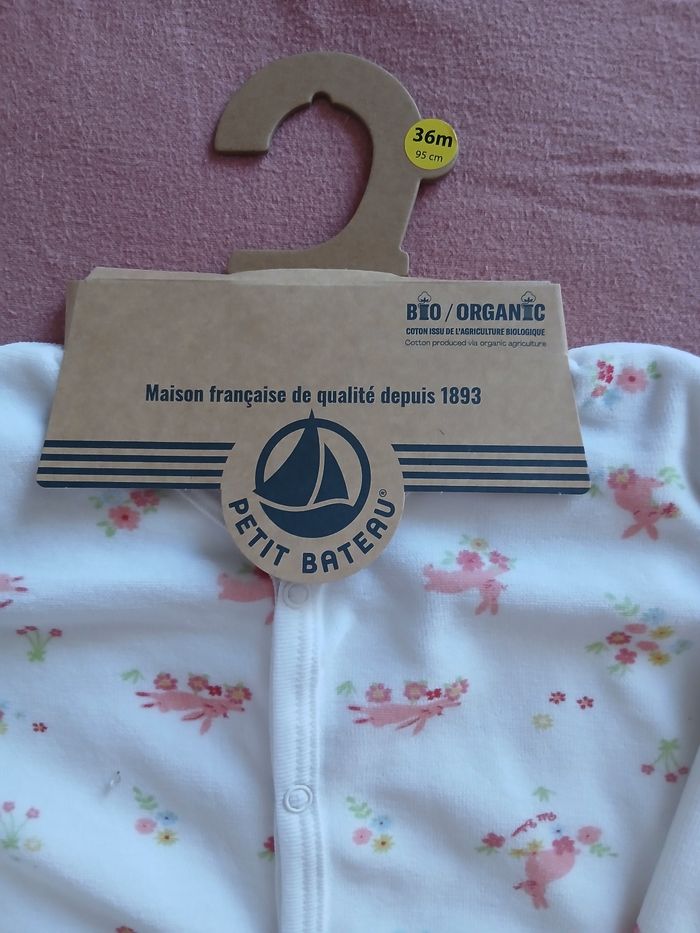 36m
95 cm
BIO / ORGANIC
COTON ISSU DE L'AGRICULTURE BIOLOGIQUE
Cotton produced via organic agriculture
Maison française de qualité depuis 1893
PETIT BATEAU®